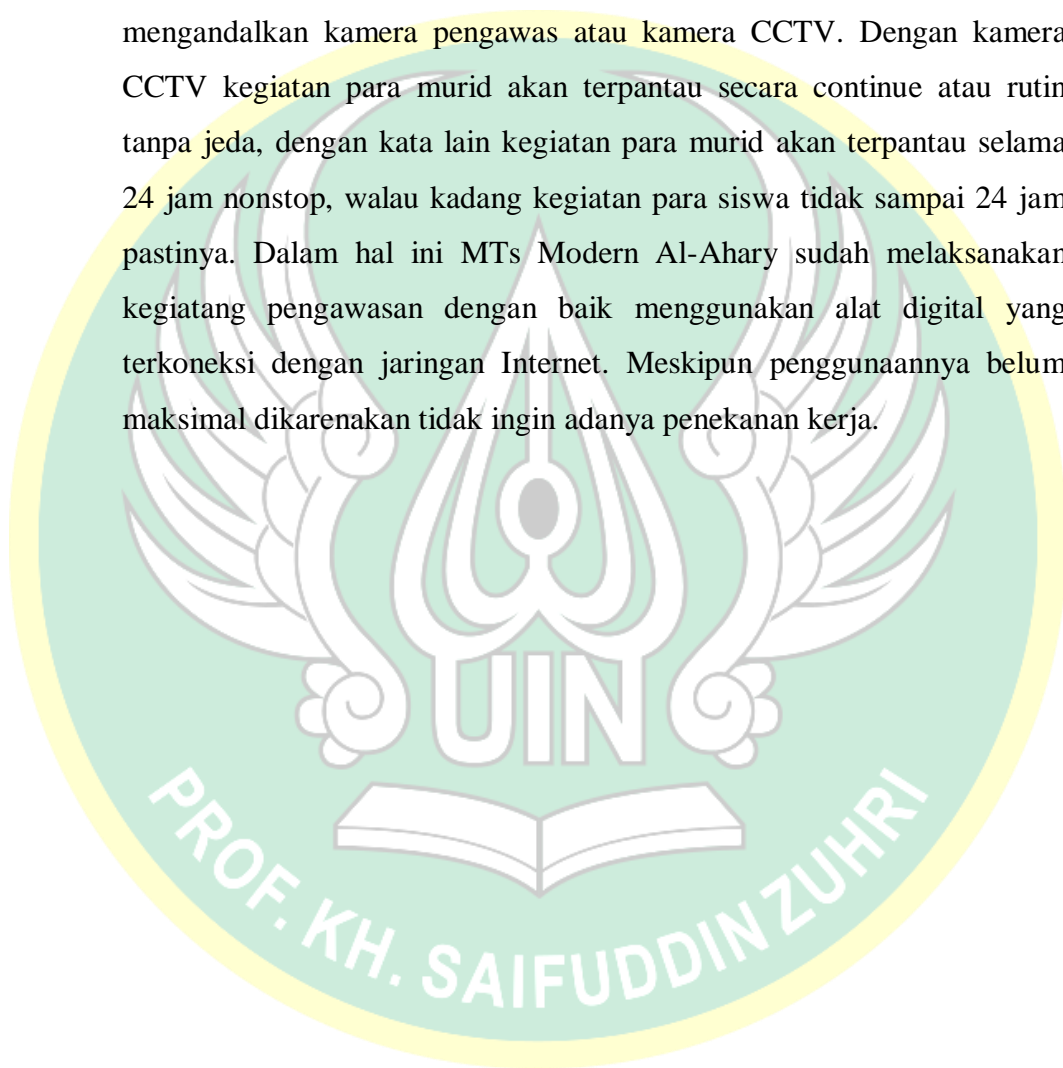 mengandalkan kamera pengawas atau kamera CCTV. Dengan kamera
CCTV kegiatan para murid akan terpantau secara continue atau rutin
tanpa jeda, dengan kata lain kegiatan para murid akan terpantau selama
24 jam nonstop, walau kadang kegiatan para siswa tidak sampai 24 jam
pastinya. Dalam hal ini MTs Modern Al-Ahary sudah melaksanakan
kegiatang pengawasan dengan baik menggunakan alat digital yang
terkoneksi dengan jaringan Internet. Meskipun penggunaannya belum
maksimal dikarenakan tidak ingin adanya penekanan kerja.
UIN
PROF. KH. SAIFUDDIN ZUHRI